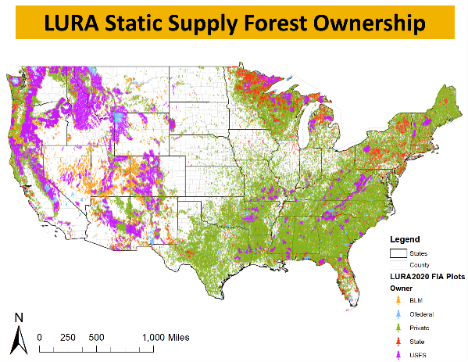 LURA Static Supply Forest Ownership
Legend
States
County
LURA2020 FIA Plots
Owner
BLM
Ofederal
Private
State
USFS
N
0 250 500 1,000 Miles